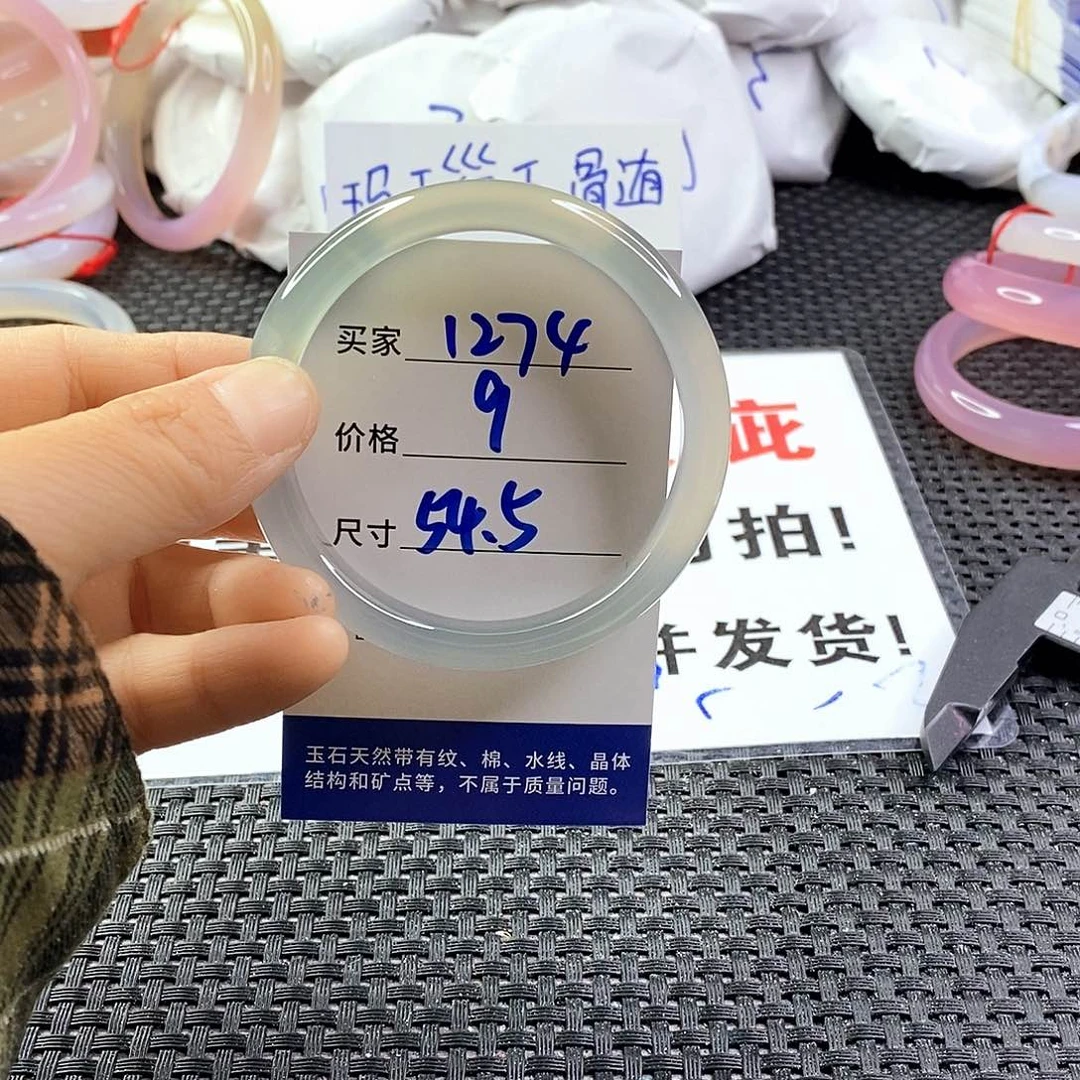 玛
买家 1274
价格 9
尺寸 54.5
疵
拍!
发货!
玉石天然带有纹、棉、水线、晶体
结构和矿点等，不属于质量问题。